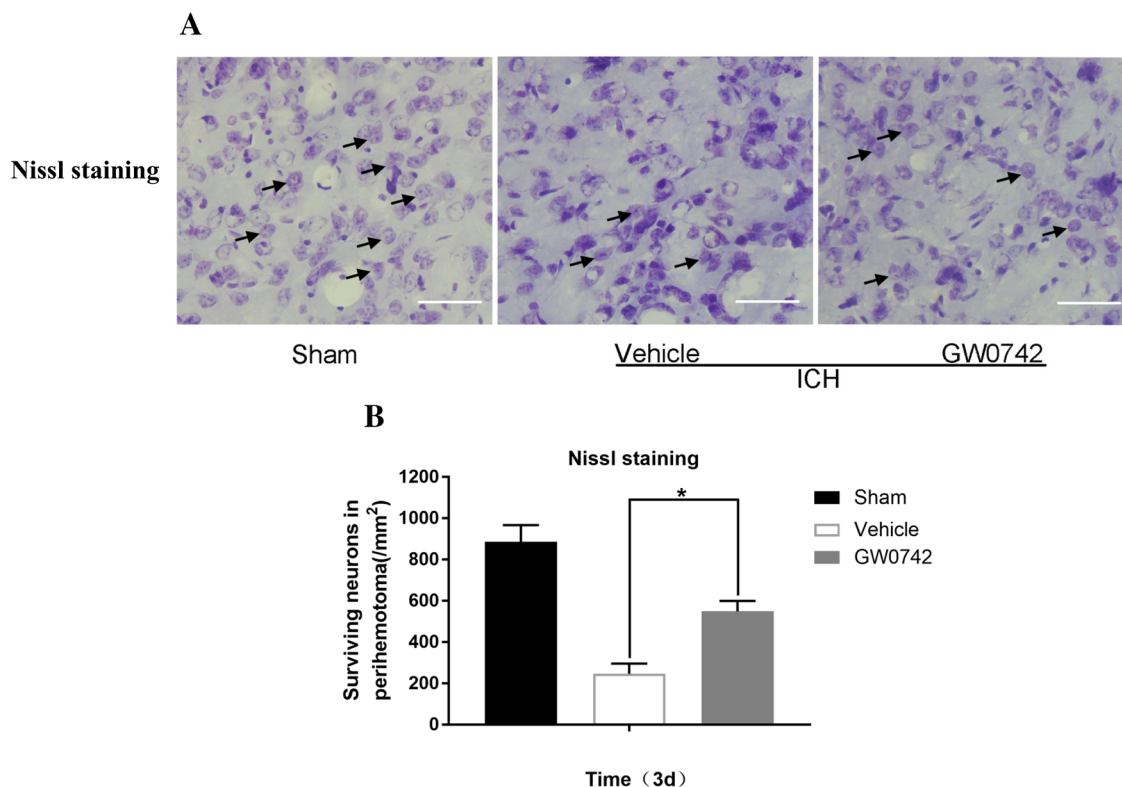 A
Nissl staining
Sham
Vehicle
GW0742
ICH
B
Nissl staining
*
1200
1000
800
600
400
200
0
Surviving neurons in
perihemotoma(/mm²)
Sham
Vehicle
GW0742
Time（3d）